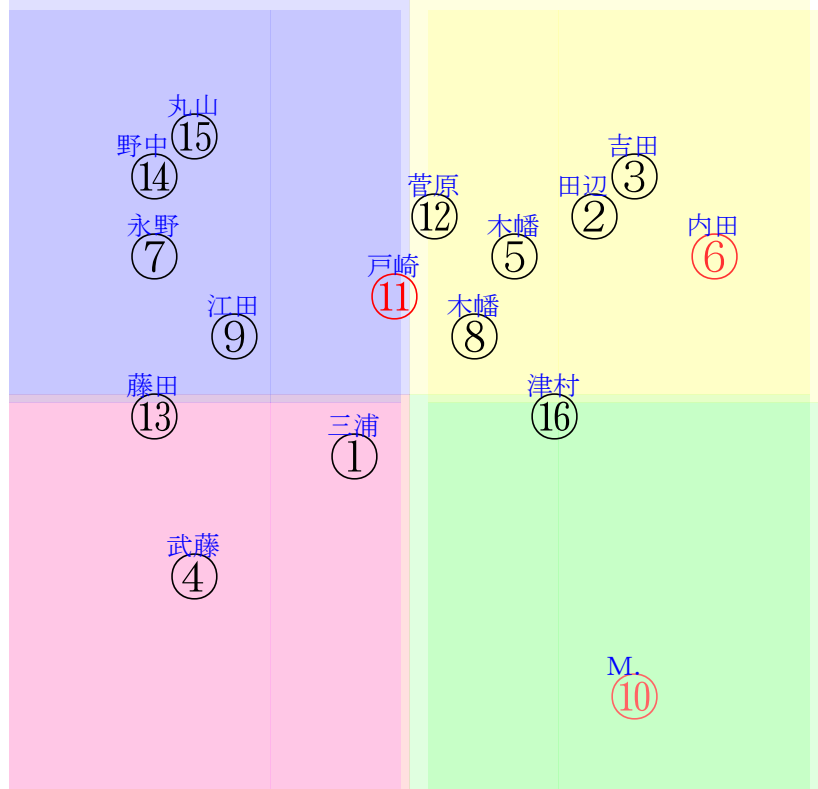 丸山
⑮
野中
⑭
吉田
③
菅原
⑫
田辺
②
永野
⑦
木幡
⑤
内田
⑥
戸崎
⑪
江田
⑨
木幡
⑧
藤田
⑬
津村
⑯
三浦
①
武藤
④
M.
⑩